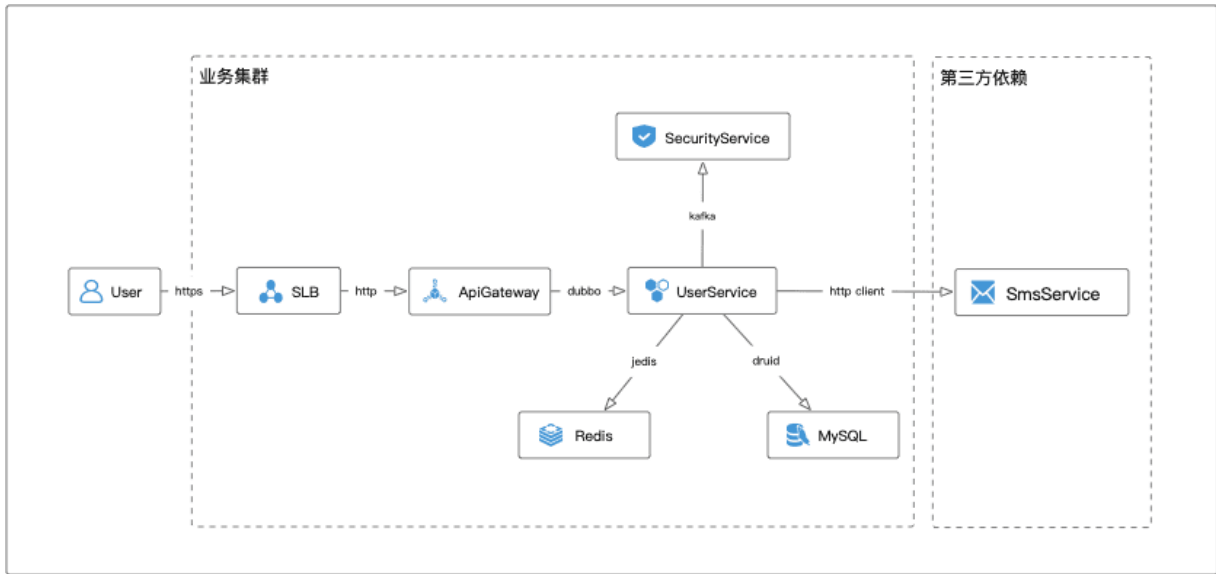 业务集群
第三方依赖
SecurityService
kafka
User
https
SLB
http
ApiGateway
dubbo
UserService
http client
SmsService
jedis
druid
Redis
MySQL